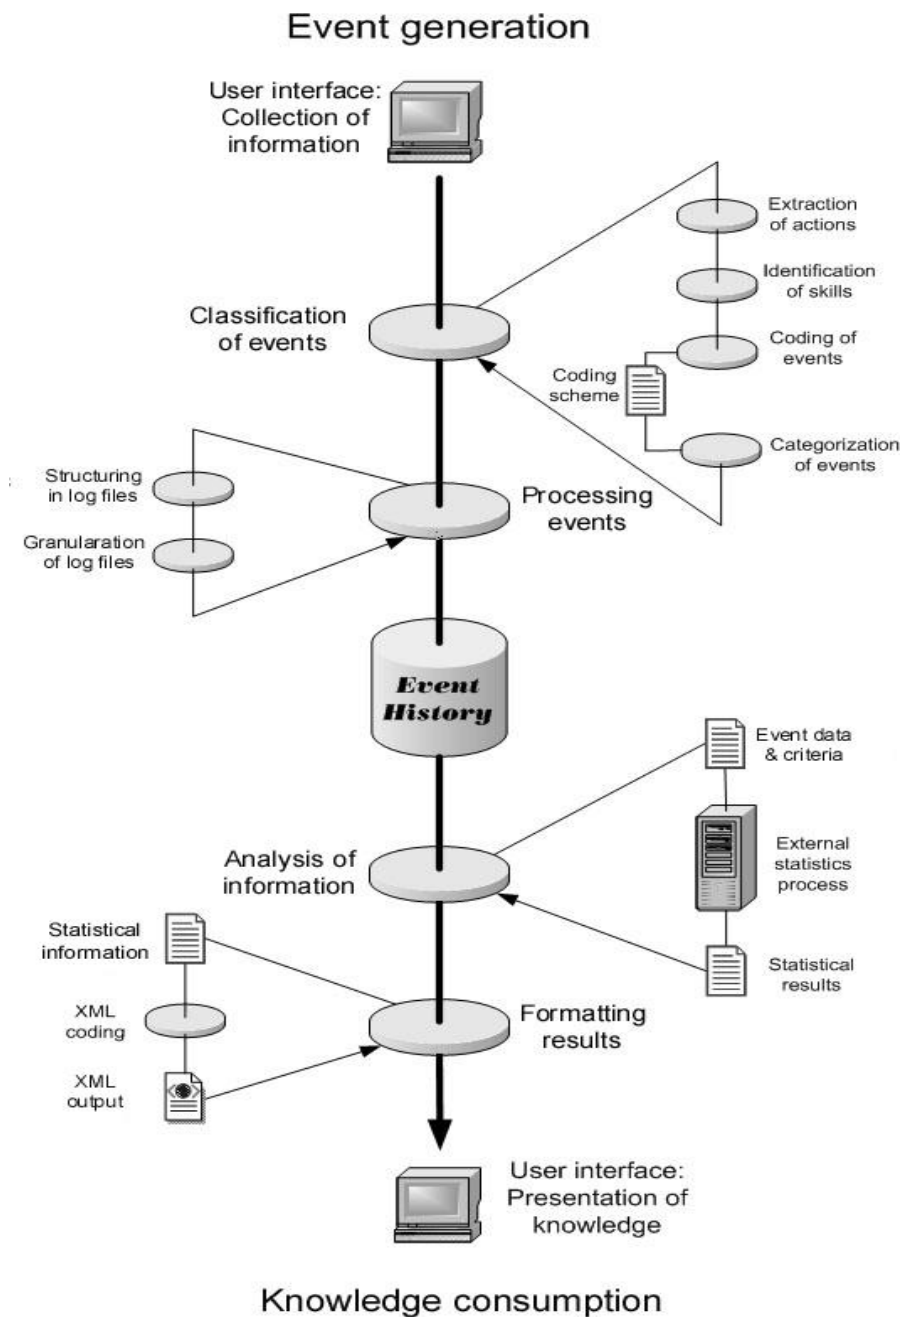 Event generation
User interface:
Collection of
information
Extraction
of actions
Identification
of skills
Classification
of events
Coding of
events
Coding
scheme
Categorization
of events
Structuring
in log files
Processing
events
Granularation
of log files
Event
History
Event data
& criteria
Analysis of
information
External
statistics
process
Statistical
information
Statistical
results
XML
coding
Formatting
results
XML
output
User interface:
Presentation of
knowledge
Knowledge consumption